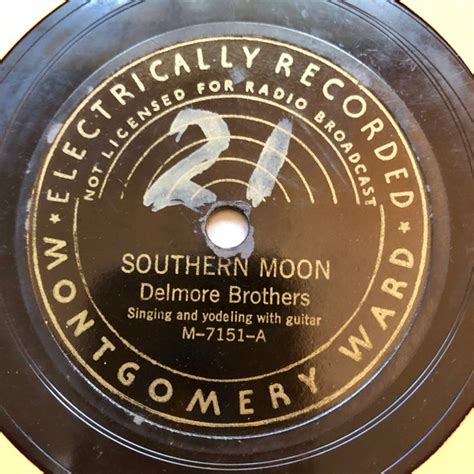 ELECTRICALLY RECORDED
NOT LICENSED FOR RADIO BROADCAST
21
SOUTHERN MOON
Delmore Brothers
Singing and yodeling with guitar
M-7151-A
★ MONTGOMERY WARD ★